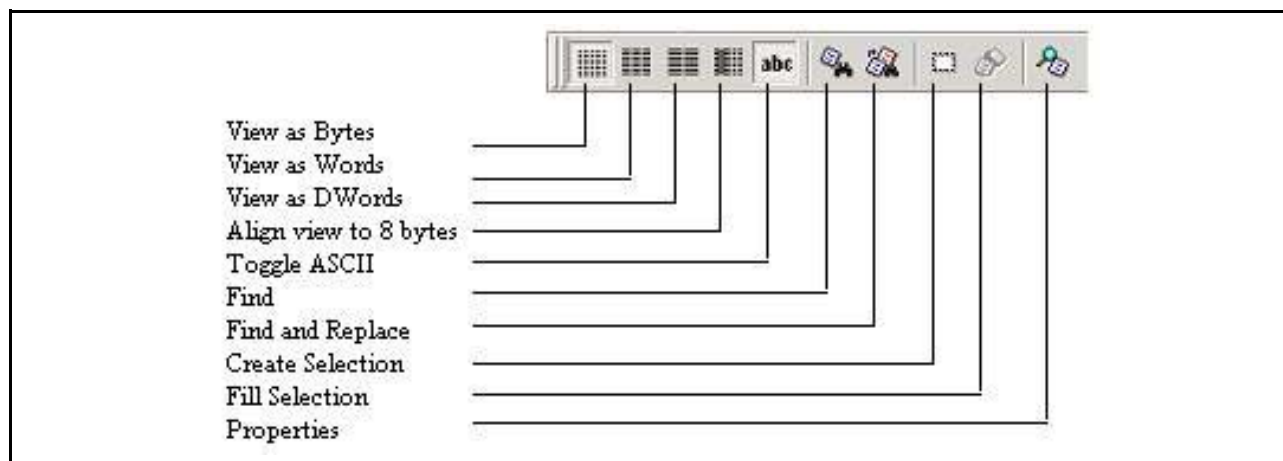 abc
View as Bytes
View as Words
View as DWords
Align view to 8 bytes
Toggle ASCII
Find
Find and Replace
Create Selection
Fill Selection
Properties